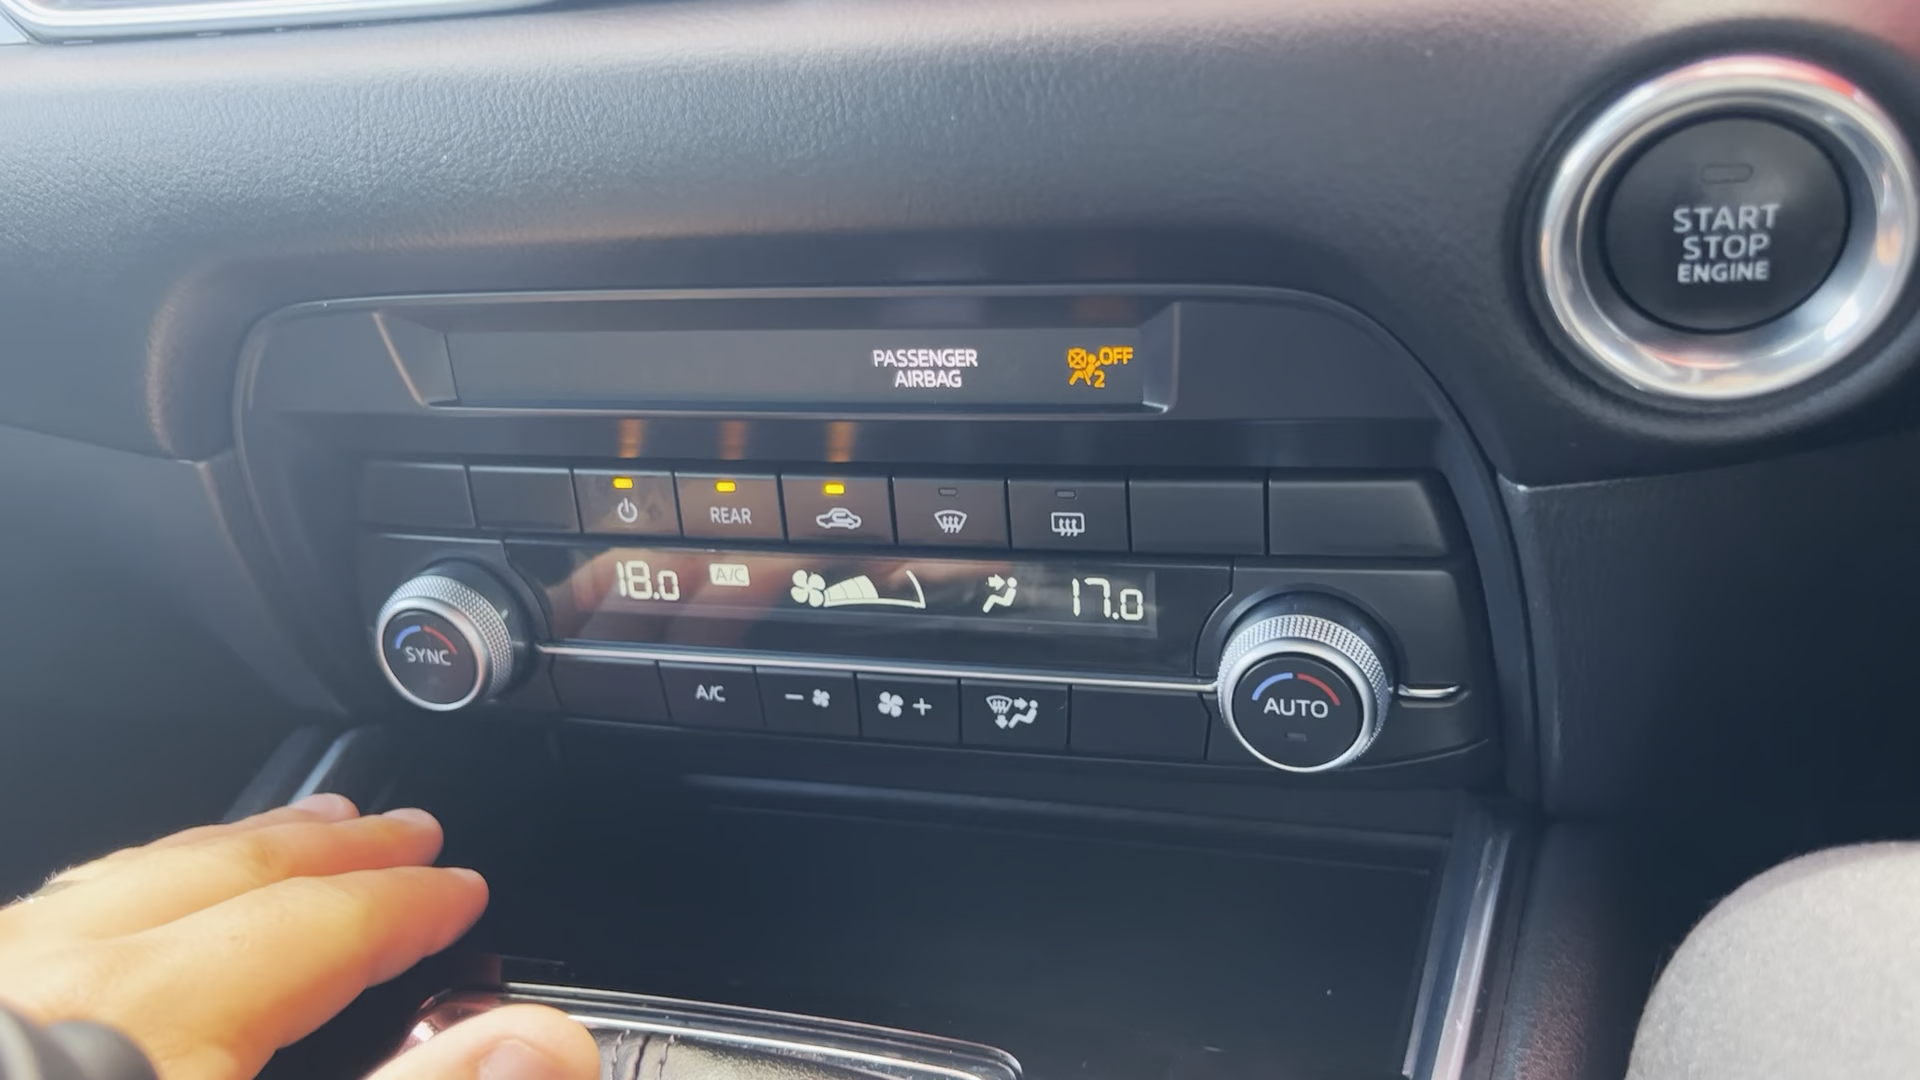 START
STOP
ENGINE
PASSENGER
AIRBAG
OFF
2
REAR
18.0
A/C
17.0
SYNC
A/C
AUTO